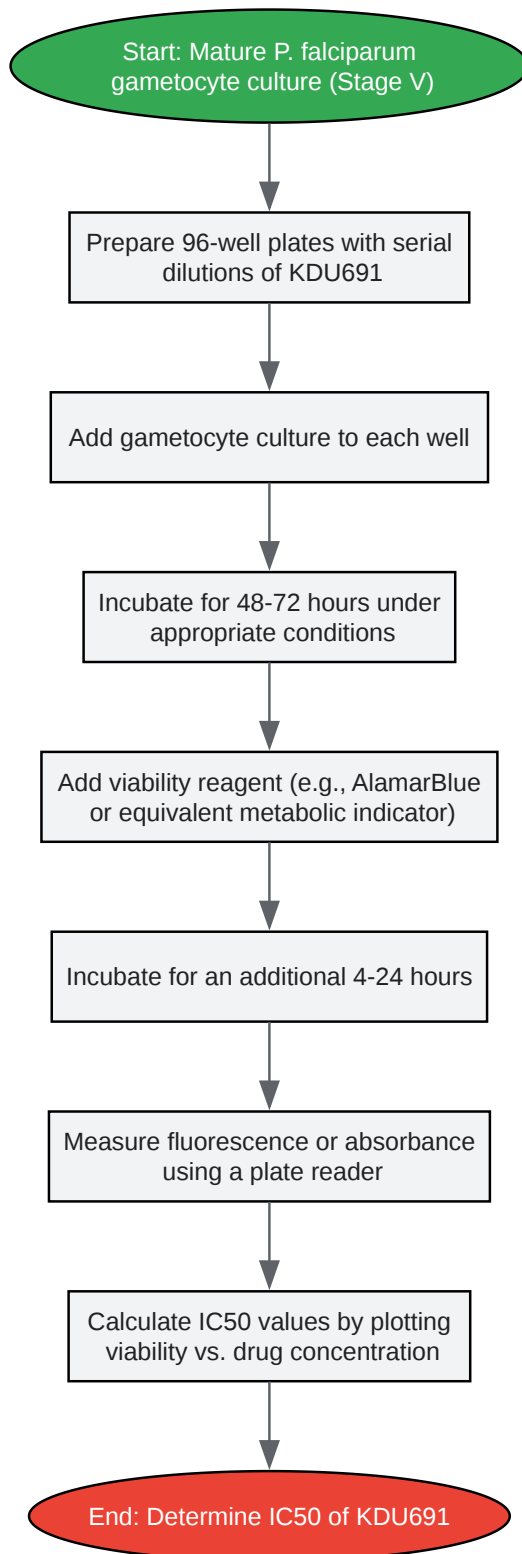 Start: Mature P. falciparum
gametocyte culture (Stage V)
Prepare 96-well plates with serial
dilutions of KDU691
Add gametocyte culture to each well
Incubate for 48-72 hours under
appropriate conditions
Add viability reagent (e.g., AlamarBlue
or equivalent metabolic indicator)
Incubate for an additional 4-24 hours
Measure fluorescence or absorbance
using a plate reader
Calculate IC50 values by plotting
viability vs. drug concentration
End: Determine IC50 of KDU691